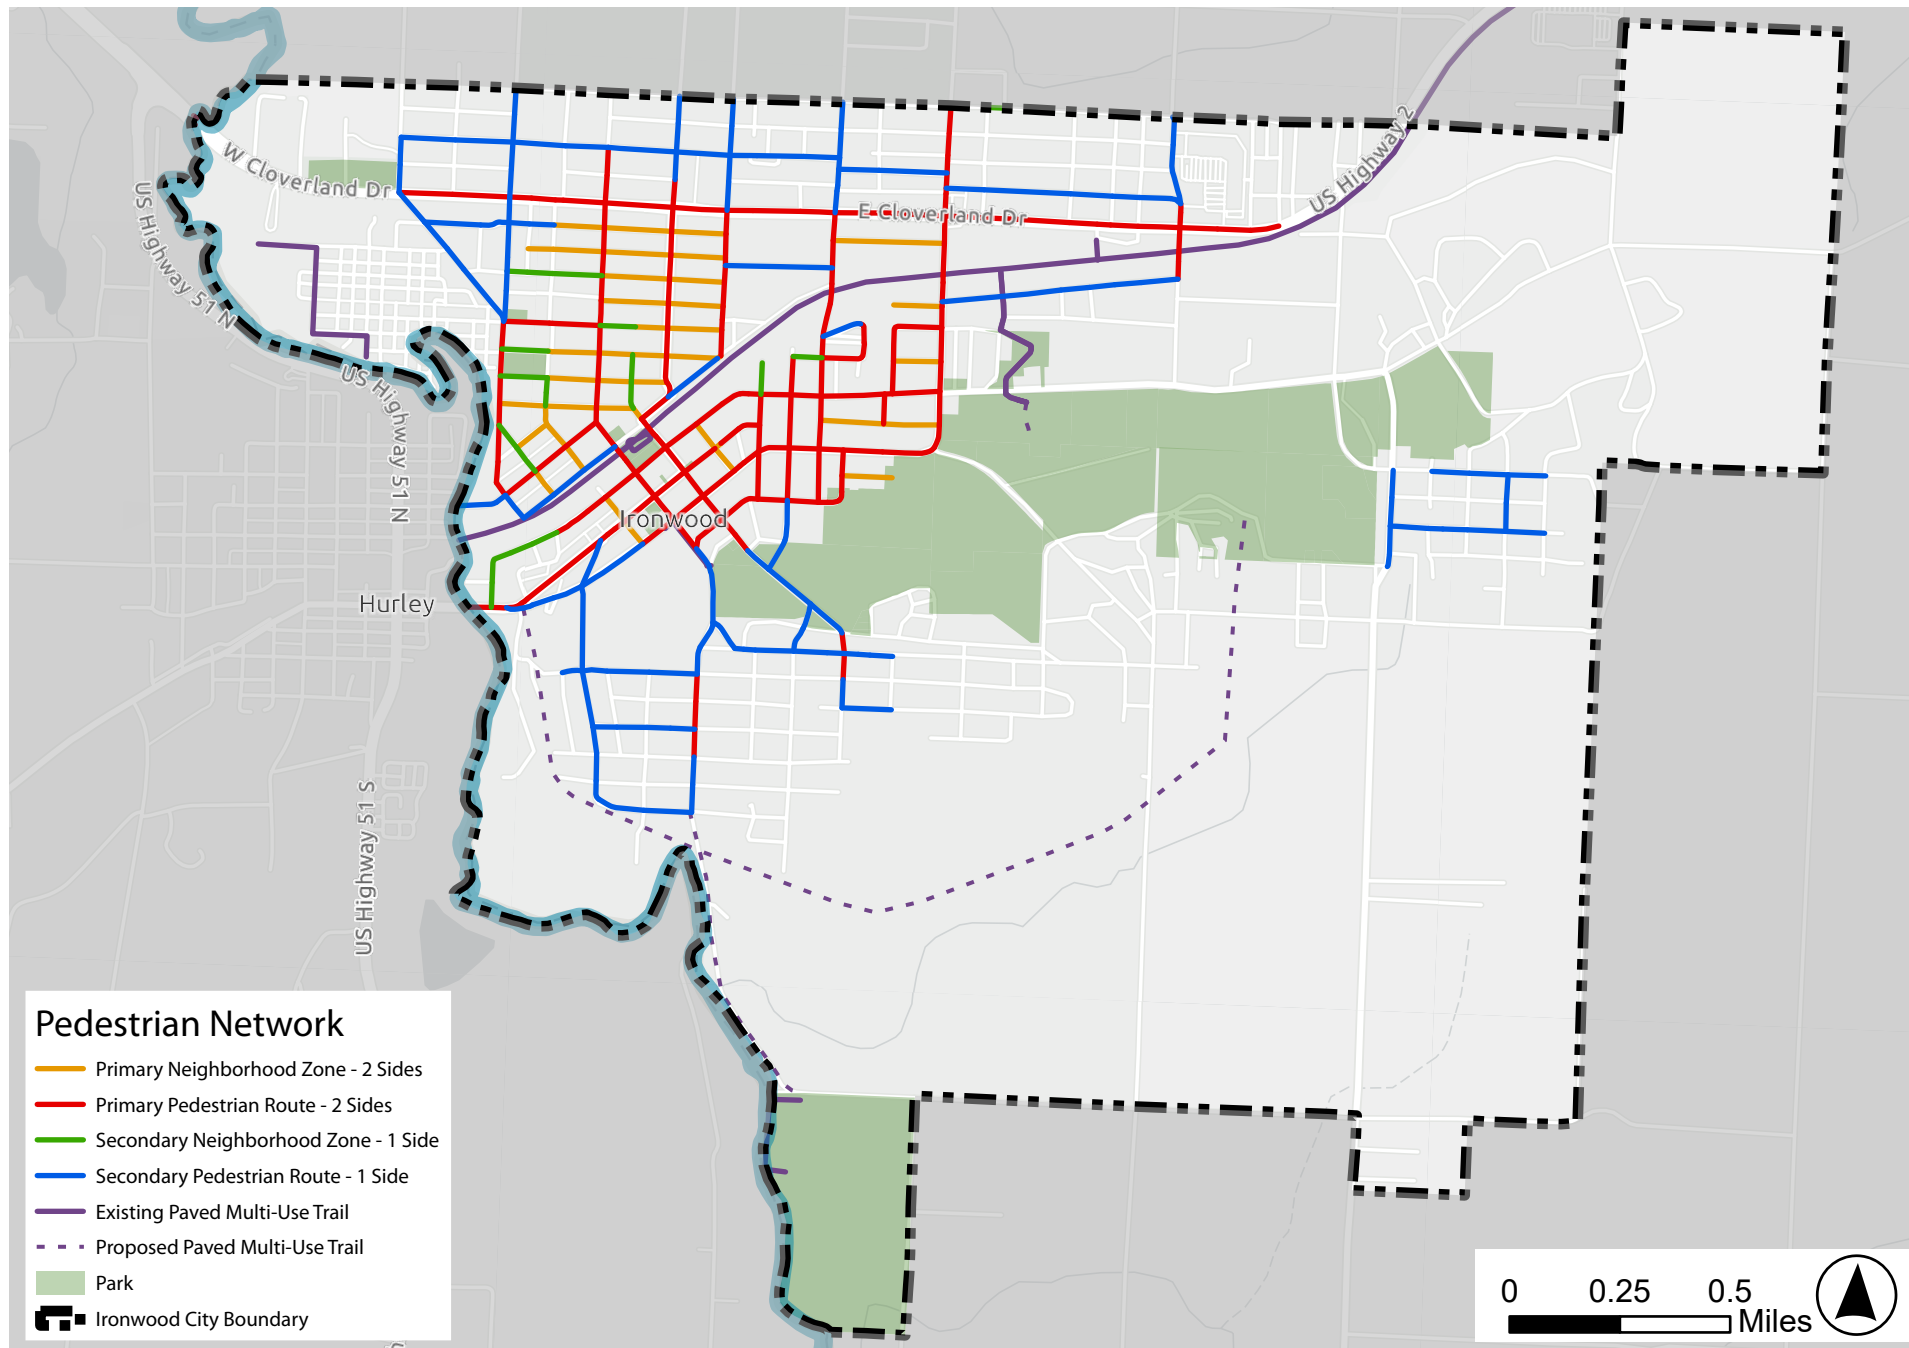 W Cloverland Dr
US Highway 51 N
E Cloverland Dr
US Highway 2
US Highway 51 N
Ironwood
Hurley
US Highway 51 S
Pedestrian Network
Primary Neighborhood Zone - 2 Sides
Primary Pedestrian Route - 2 Sides
Secondary Neighborhood Zone - 1 Side
Secondary Pedestrian Route - 1 Side
Existing Paved Multi-Use Trail
Proposed Paved Multi-Use Trail
Park
Ironwood City Boundary
0 0.25 0.5
Miles